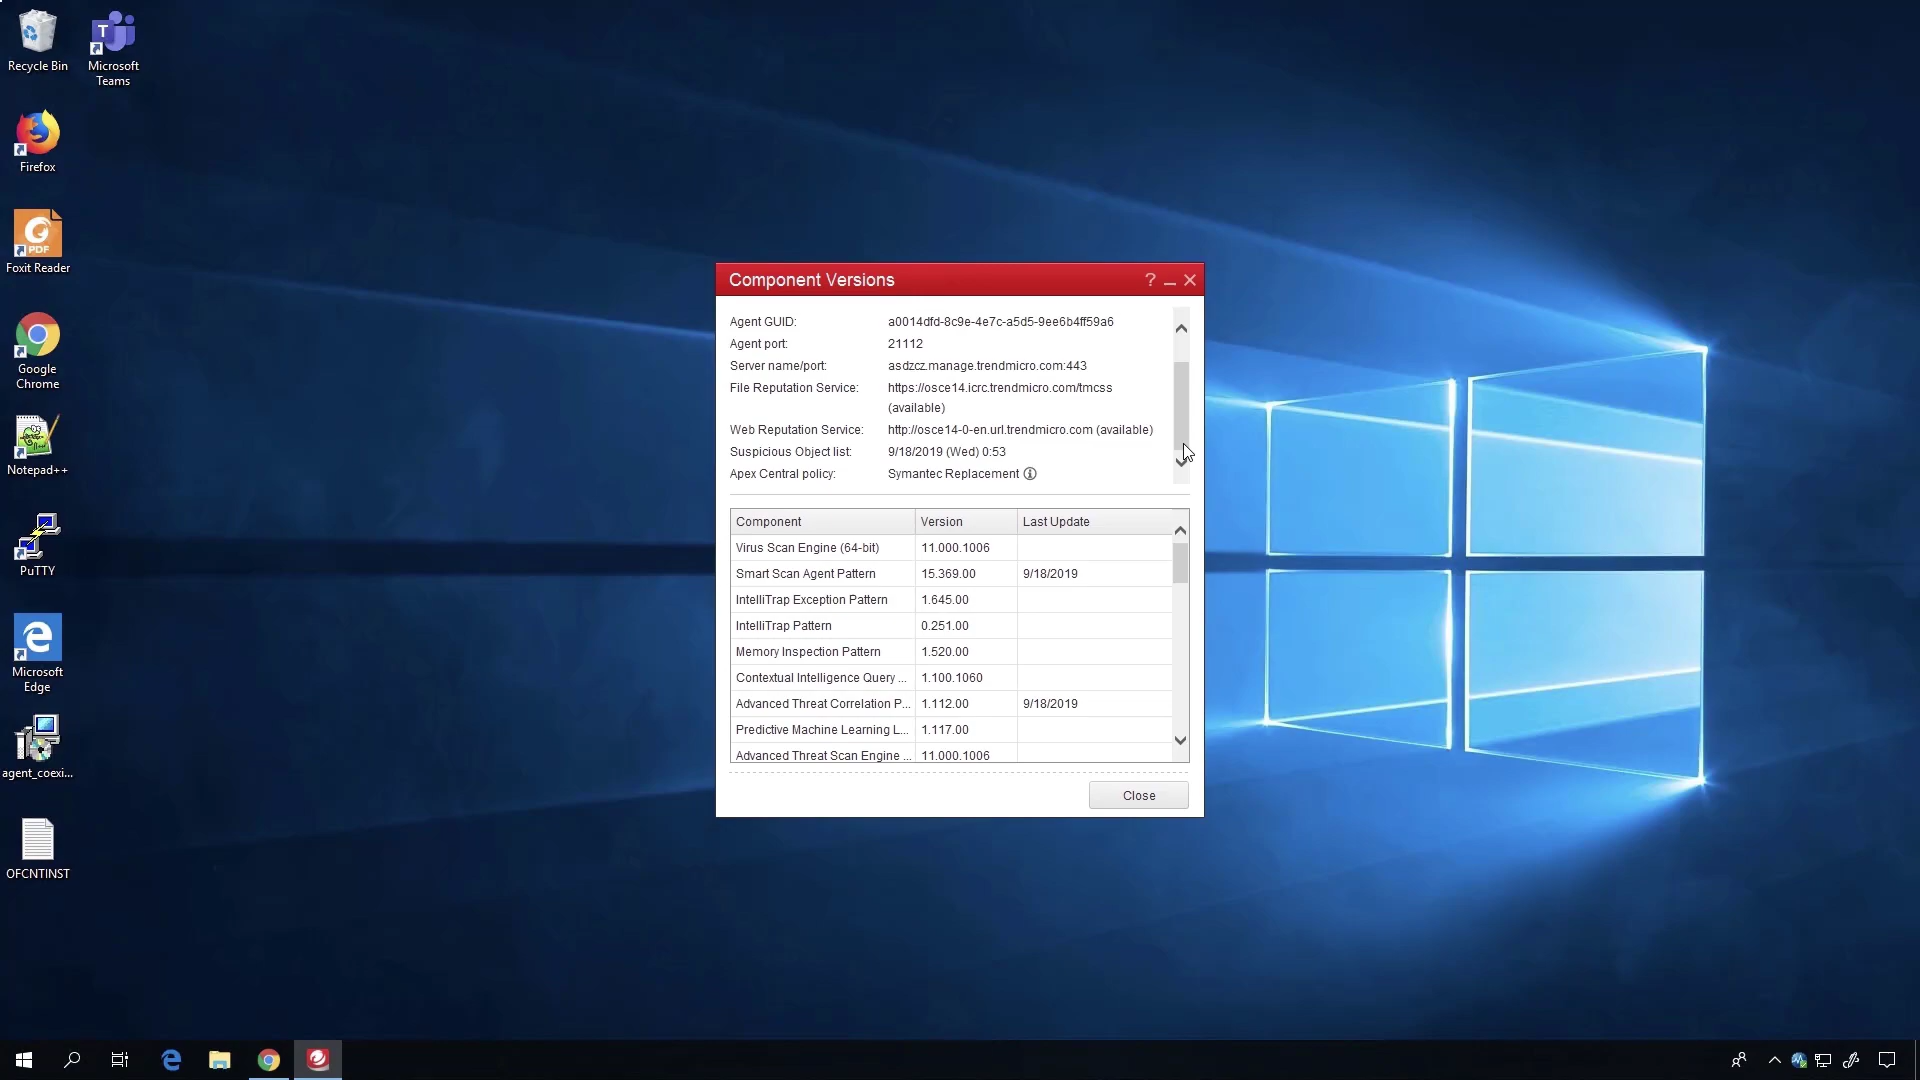 Recycle Bin
Microsoft
Teams
Firefox
PDF
Foxit Reader
Google
Chrome
Notepad++
PuTTY
Microsoft
Edge
agent_coexi...
OFCNTINST
Component Versions
Agent GUID: a0014dfd-8c9e-4e7c-a5d5-9ee6b4ff59a6
Agent port: 21112
Server name/port: asdzcz.manage.trendmicro.com:443
File Reputation Service: https://osce14.icrc.trendmicro.com/tmcss
(available)
Web Reputation Service: http://osce14-0-en.url.trendmicro.com (available)
Suspicious Object list: 9/18/2019 (Wed) 0:53
Apex Central policy: Symantec Replacement
Component Version Last Update
Virus Scan Engine (64-bit) 11.000.1006
Smart Scan Agent Pattern 15.369.00 9/18/2019
IntelliTrap Exception Pattern 1.645.00
IntelliTrap Pattern 0.251.00
Memory Inspection Pattern 1.520.00
Contextual Intelligence Query ... 1.100.1060
Advanced Threat Correlation P... 1.112.00 9/18/2019
Predictive Machine Learning L... 1.117.00
Advanced Threat Scan Engine ... 11.000.1006
Close